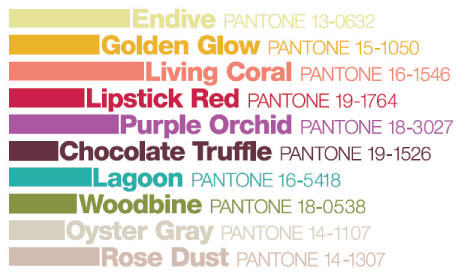 Endive PANTONE 13-0632
Golden Glow PANTONE 15-1050
Living Coral PANTONE 16-1546
Lipstick Red PANTONE 19-1764
Purple Orchid PANTONE 18-3027
Chocolate Truffle PANTONE 19-1526
Lagoon PANTONE 16-5418
Woodbine PANTONE 18-0538
Oyster Gray PANTONE 14-1107
Rose Dust PANTONE 14-1307